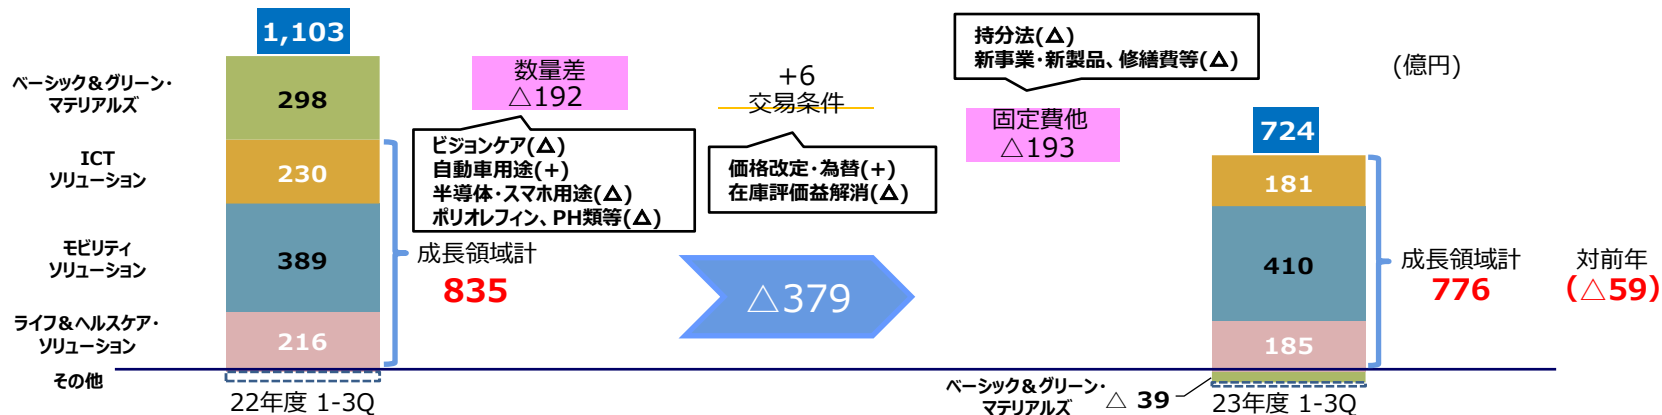 1,103
ベーシック＆グリーン・
マテリアルズ
298
ICT
ソリューション
230
モビリティ
ソリューション
389
ライフ＆ヘルスケア・
ソリューション
216
その他
22年度 1-3Q
数量差
△192
ビジョンケア(△)
自動車用途(+)
半導体・スマホ用途(△)
ポリオレフィン、PH類等(△)
成長領域計
835
+6
交易条件
価格改定・為替(+)
在庫評価益解消(△)
△379
持分法(△)
新事業・新製品、修繕費等(△)
固定費他
△193
(億円)
724
181
410
185
成長領域計
776
対前年
(△59)
ベーシック＆グリーン・
マテリアルズ
△ 39
23年度 1-3Q